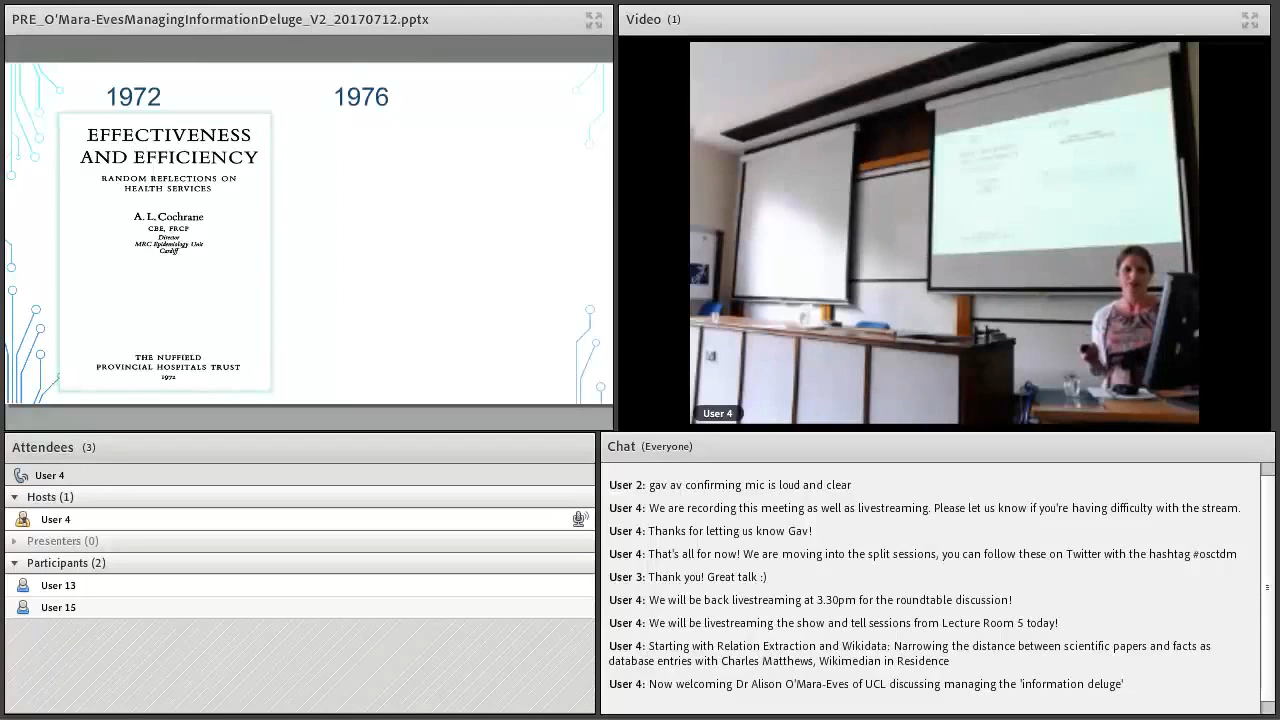 PRE_O'Mara-EvesManagingInformationDeluge_V2_20170712.pptx
1972
1976
EFFECTIVENESS
AND EFFICIENCY
RANDOM REFLECTIONS ON
HEALTH SERVICES
A. L. Cochrane
CBE, FRCP
Director
MRC Epidemiology Unit
Cardiff
THE NUFFIELD
PROVINCIAL HOSPITALS TRUST
1972
Video (1)
User 4
Attendees (3)
User 4
Hosts (1)
User 4
Presenters (0)
Participants (2)
User 13
User 15
Chat (Everyone)
User 2: gav av confirming mic is loud and clear
User 4: We are recording this meeting as well as livestreaming. Please let us know if you're having difficulty with the stream.
User 4: Thanks for letting us know Gav!
User 4: That's all for now! We are moving into the split sessions, you can follow these on Twitter with the hashtag #osctdm
User 3: Thank you! Great talk :)
User 4: We will be back livestreaming at 3.30pm for the roundtable discussion!
User 4: We will be livestreaming the show and tell sessions from Lecture Room 5 today!
User 4: Starting with Relation Extraction and Wikidata: Narrowing the distance between scientific papers and facts as
database entries with Charles Matthews, Wikimedian in Residence
User 4: Now welcoming Dr Alison O'Mara-Eves of UCL discussing managing the 'information deluge'